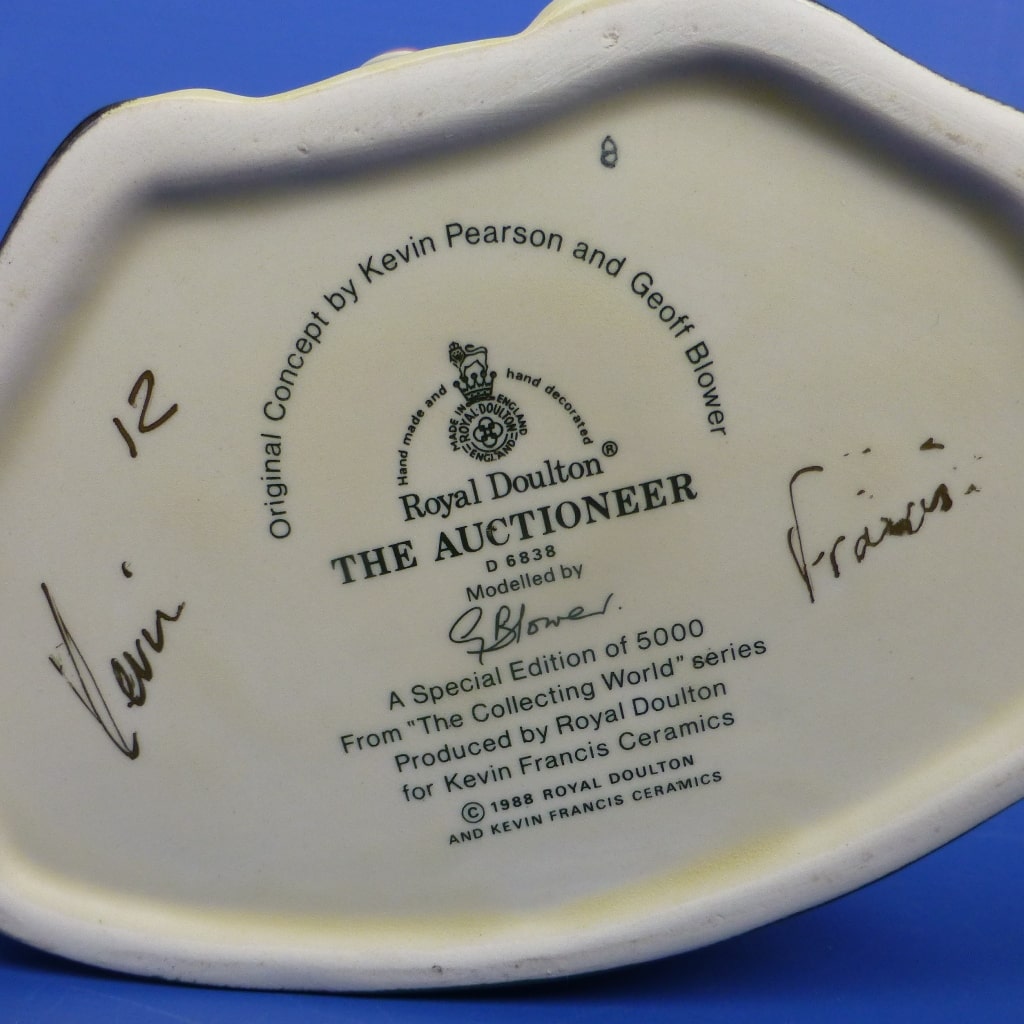 8
Original Concept by Kevin Pearson and Geoff Blower
Hand made and hand decorated
MADE IN ENGLAND
ROYAL·DOULTON
·ENGLAND·
Royal Doulton®
THE AUCTIONEER
D 6838
Modelled by
G Blower.
A Special Edition of 5000
From "The Collecting World" series
Produced by Royal Doulton
for Kevin Francis Ceramics
© 1988 ROYAL DOULTON
AND KEVIN FRANCIS CERAMICS
12
Kevin
Francis